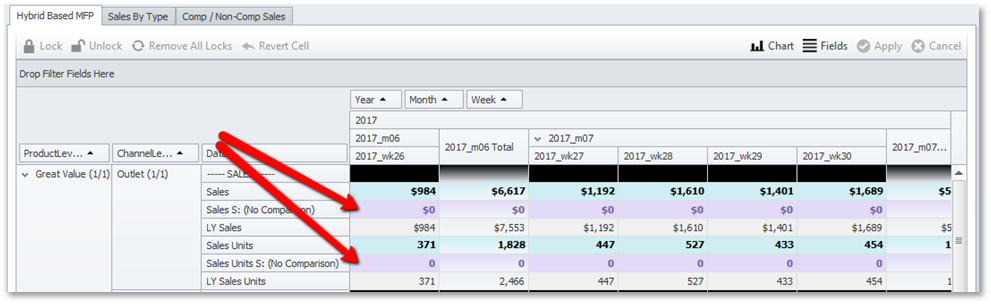 Hybrid Based MFP Sales By Type Comp / Non-Comp Sales
Lock Unlock Remove All Locks Revert Cell Chart Fields Apply Cancel
Drop Filter Fields Here
Year Month Week
2017
2017_m06 2017_m06 Total 2017_m07 2017_m07...
ProductLev... ChannelLe... Data 2017_wk26 2017_wk27 2017_wk28 2017_wk29 2017_wk30
Great Value (1/1) Outlet (1/1) ----- SALES -----
Sales $984 $6,617 $1,192 $1,610 $1,401 $1,689 $5
Sales S: (No Comparison) $0 $0 $0 $0 $0 $0
LY Sales $984 $7,553 $1,192 $1,610 $1,401 $1,689 $5
Sales Units 371 1,828 447 527 433 454 1
Sales Units S: (No Comparison) 0 0 0 0 0 0
LY Sales Units 371 2,466 447 527 433 454 1